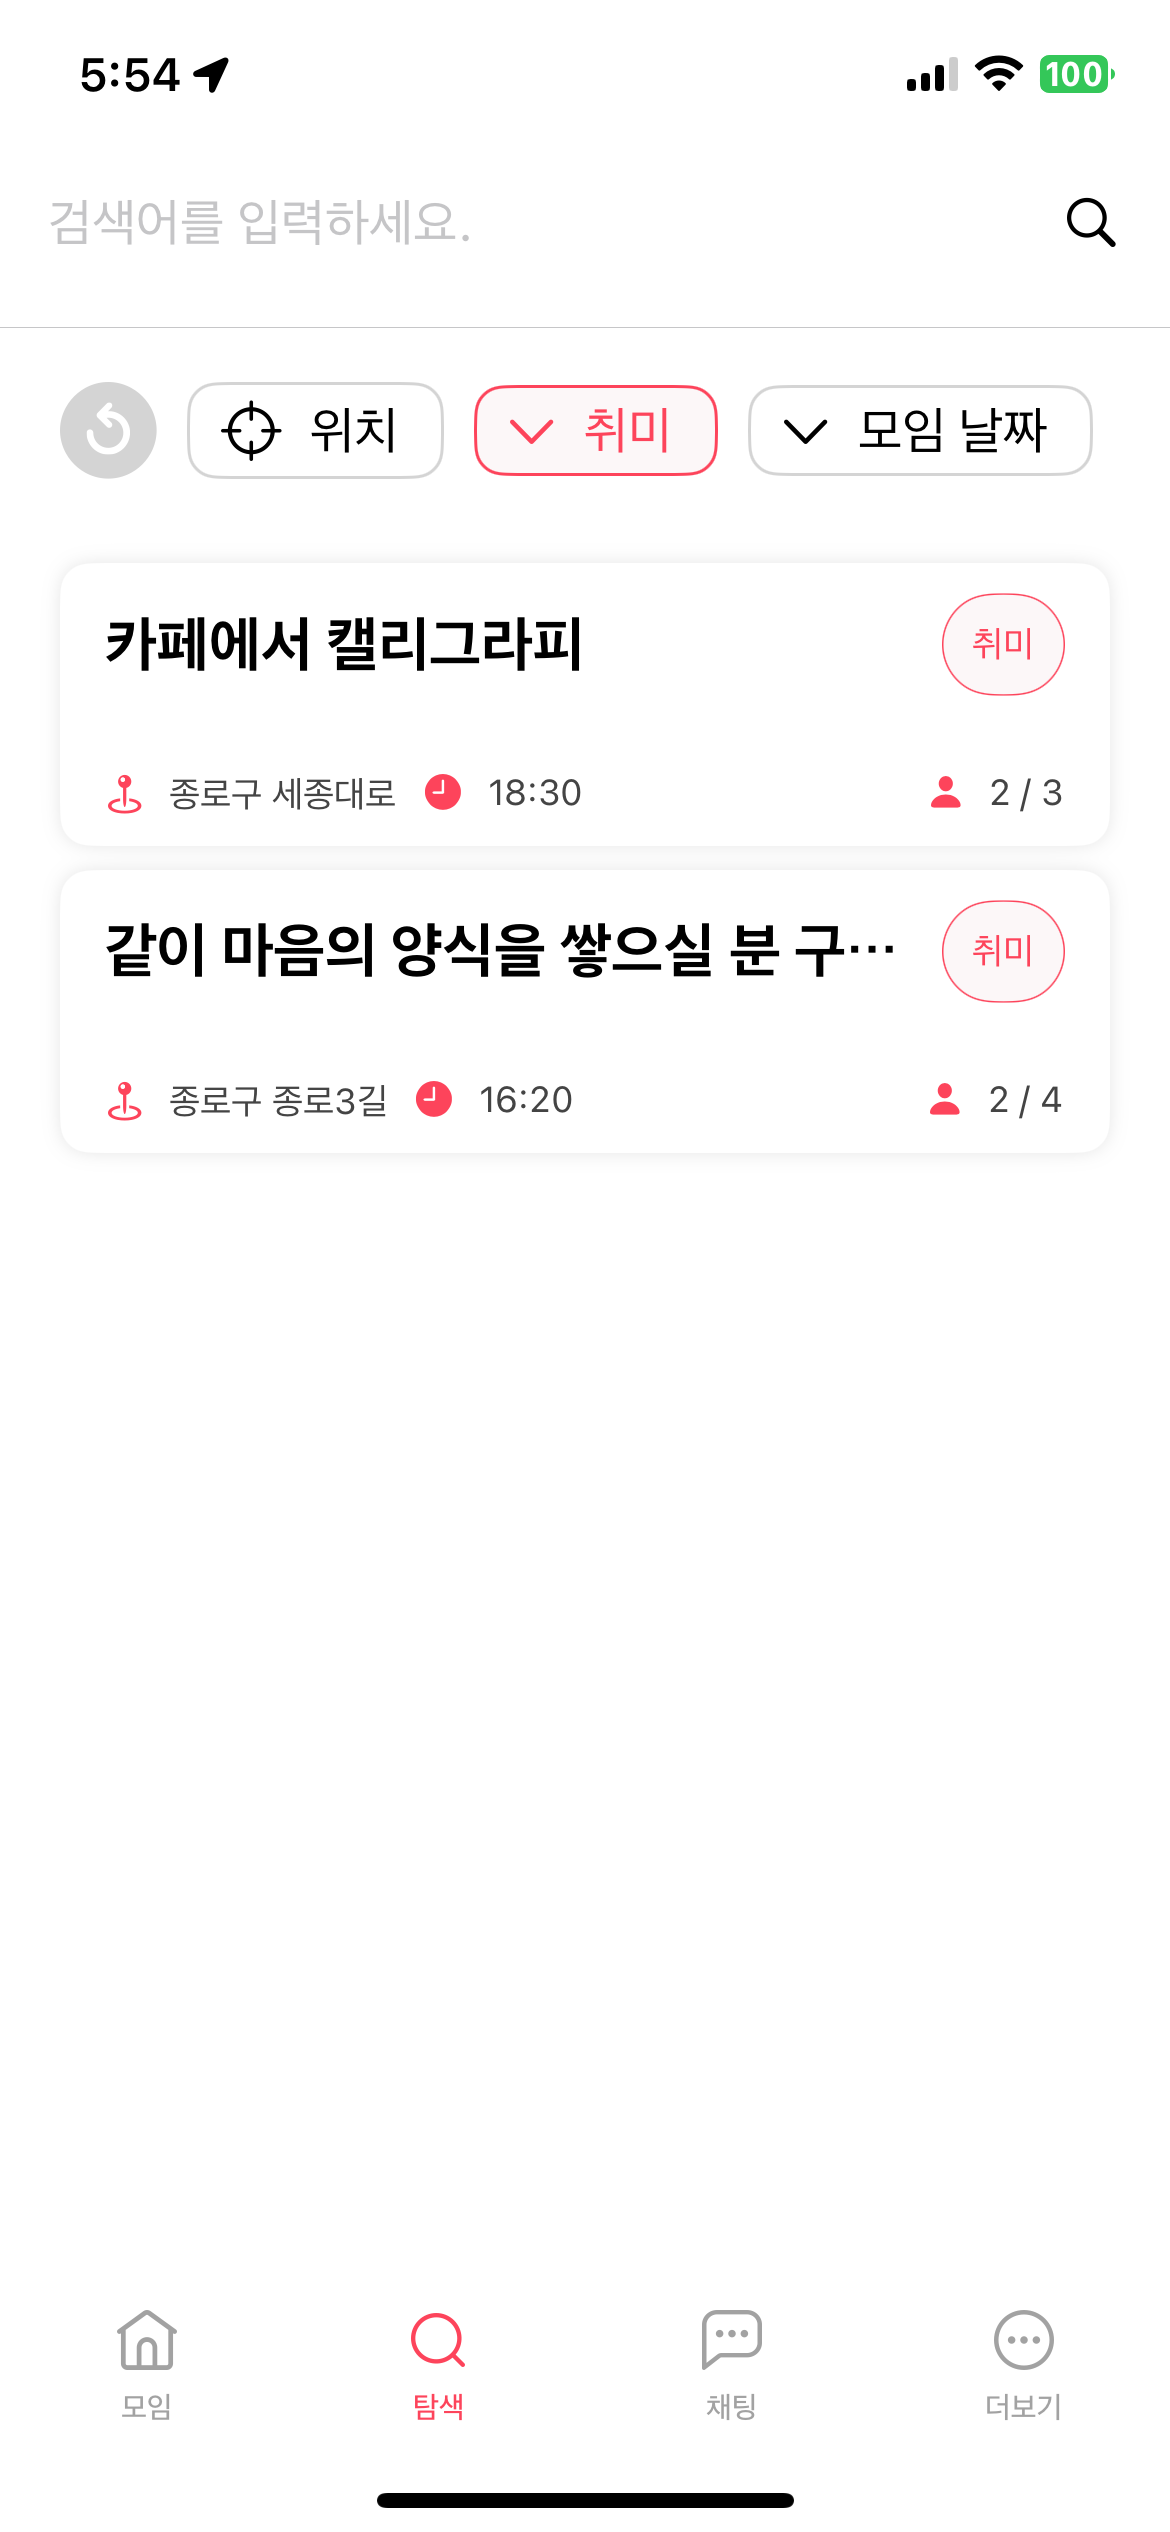 5:54
100
검색어를 입력하세요.
위치
취미
모임 날짜
카페에서 캘리그라피
취미
종로구 세종대로 18:30 2 / 3
같이 마음의 양식을 쌓으실 분 구…
취미
종로구 종로3길 16:20 2 / 4
모임
탐색
채팅
더보기